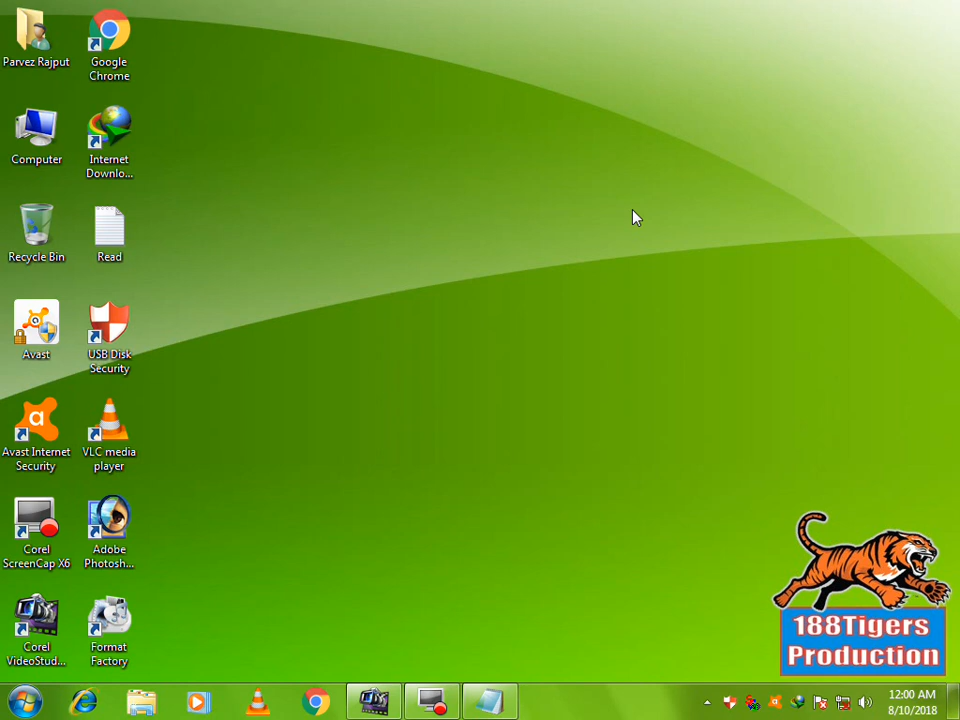 Parvez Rajput
Google
Chrome
Computer
Internet
Downlo...
Recycle Bin
Read
Avast
USB Disk
Security
Avast Internet
Security
VLC media
player
Corel
ScreenCap X6
Adobe
Photosh...
Corel
VideoStud...
Format
Factory
188Tigers
Production
12:00 AM
8/10/2018